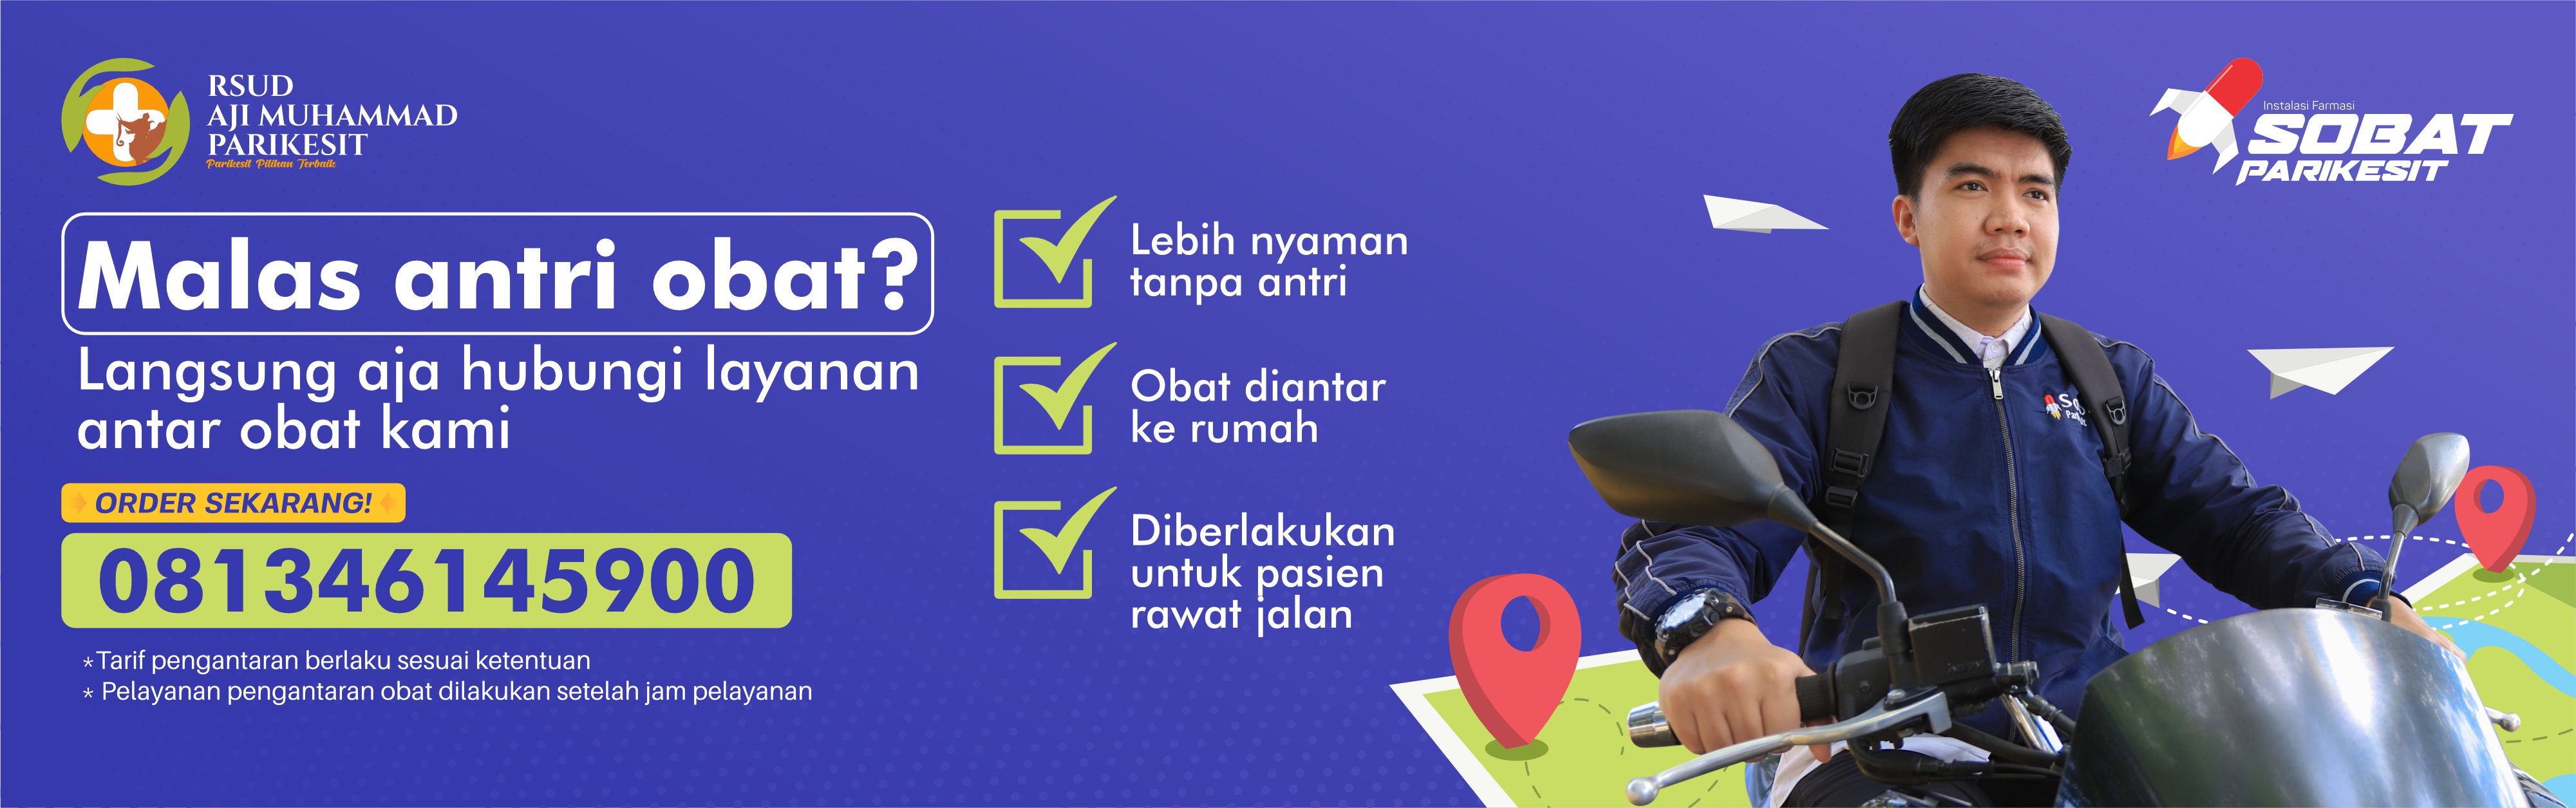 RSUD
AJI MUHAMMAD
PARIKESIT
Parikesit Pilihan Terbaik
Instalasi Farmasi
SOBAT
PARIKESIT
Malas antri obat?
Langsung aja hubungi layanan
antar obat kami
ORDER SEKARANG!
081346145900
*Tarif pengantaran berlaku sesuai ketentuan
* Pelayanan pengantaran obat dilakukan setelah jam pelayanan
Lebih nyaman
tanpa antri
Obat diantar
ke rumah
Diberlakukan
untuk pasien
rawat jalan